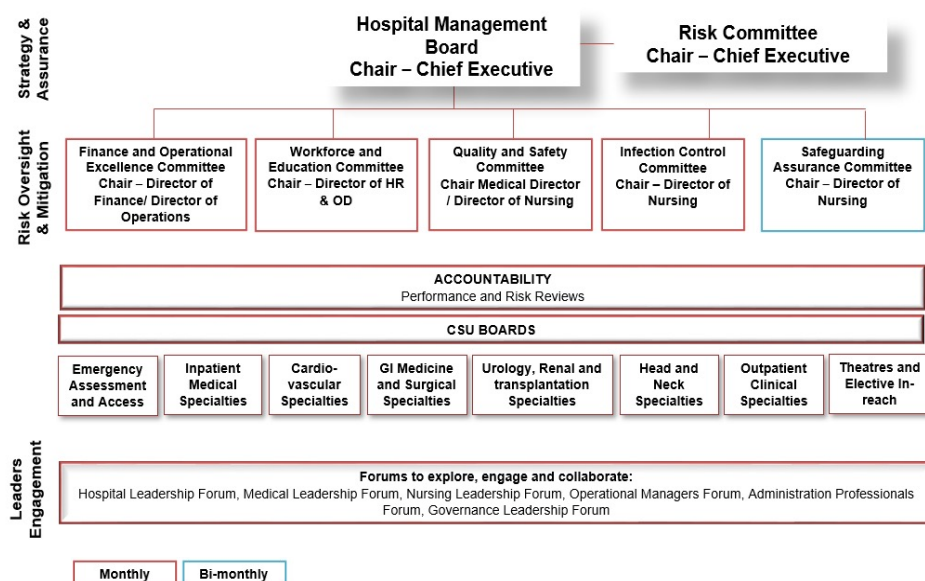 Strategy &
Assurance
Hospital Management
Board
Chair – Chief Executive
Risk Committee
Chair – Chief Executive
Risk Oversight
& Mitigation
Finance and Operational
Excellence Committee
Chair – Director of
Finance/ Director of
Operations
Workforce and
Education Committee
Chair – Director of HR
& OD
Quality and Safety
Committee
Chair Medical Director
/ Director of Nursing
Infection Control
Committee
Chair – Director of
Nursing
Safeguarding
Assurance Committee
Chair – Director of
Nursing
ACCOUNTABILITY
Performance and Risk Reviews
CSU BOARDS
Emergency
Assessment
and Access
Inpatient
Medical
Specialties
Cardio-
vascular
Specialties
GI Medicine
and Surgical
Specialties
Urology, Renal and
transplantation
Specialties
Head and
Neck
Specialties
Outpatient
Clinical
Specialties
Theatres and
Elective In-
reach
Leaders
Engagement
Forums to explore, engage and collaborate:
Hospital Leadership Forum, Medical Leadership Forum, Nursing Leadership Forum, Operational Managers Forum, Administration Professionals
Forum, Governance Leadership Forum
Monthly
Bi-monthly